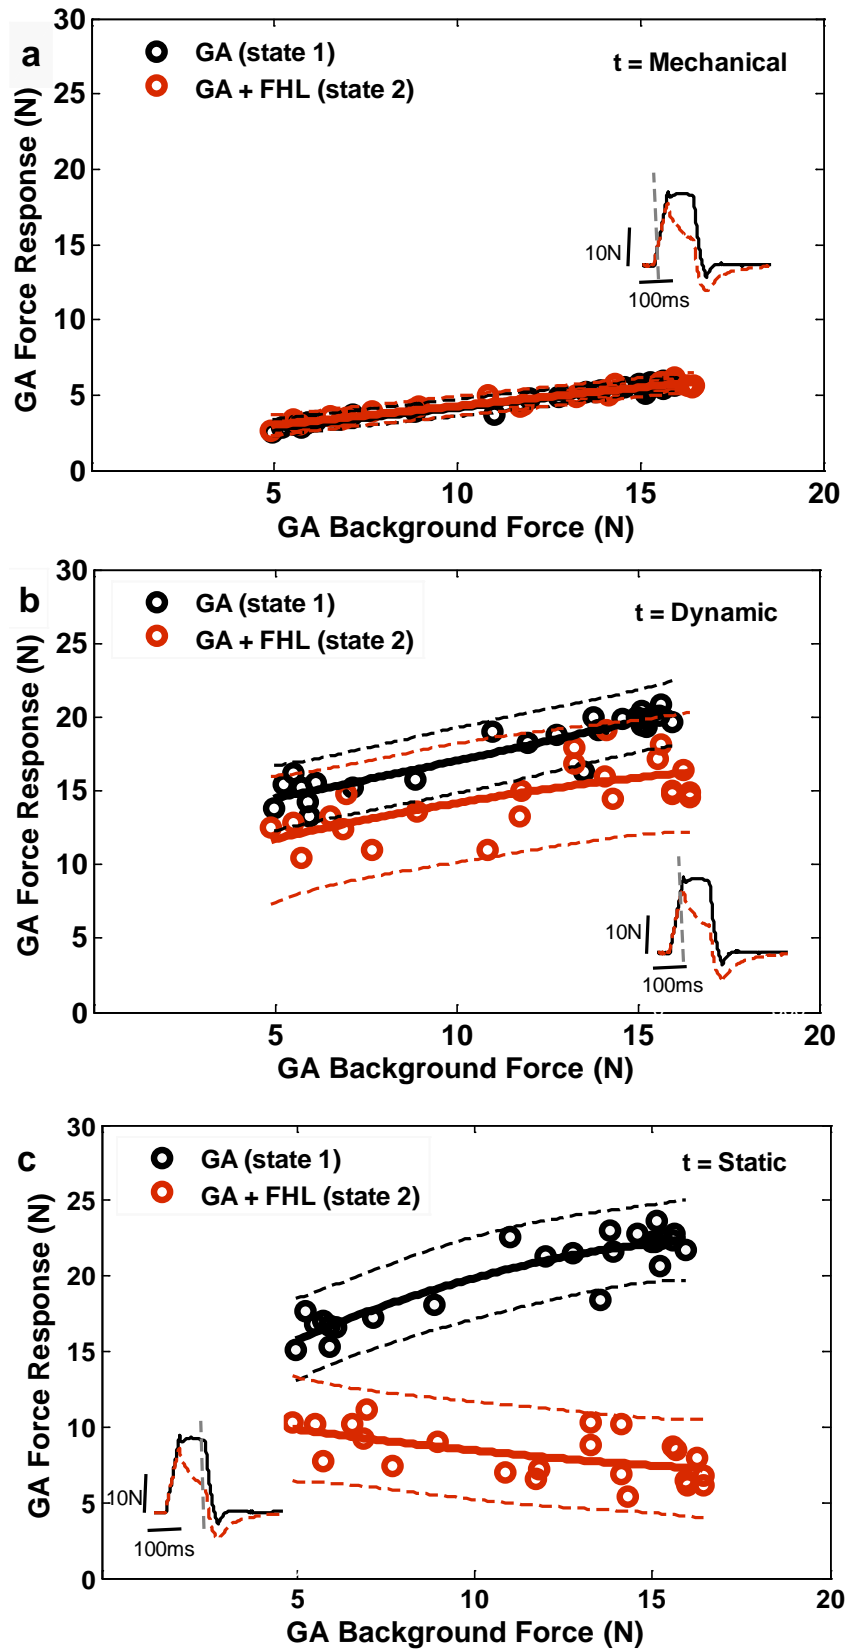 a
30
25
20
15
10
5
0
GA Force Response (N)
GA (state 1)
GA + FHL (state 2)
t = Mechanical
10N
100ms
5
10
15
20
GA Background Force (N)
b
30
25
20
15
10
5
0
GA Force Response (N)
GA (state 1)
GA + FHL (state 2)
t = Dynamic
10N
100ms
5
10
15
20
GA Background Force (N)
c
30
25
20
15
10
5
0
GA Force Response (N)
GA (state 1)
GA + FHL (state 2)
t = Static
10N
100ms
5
10
15
20
GA Background Force (N)